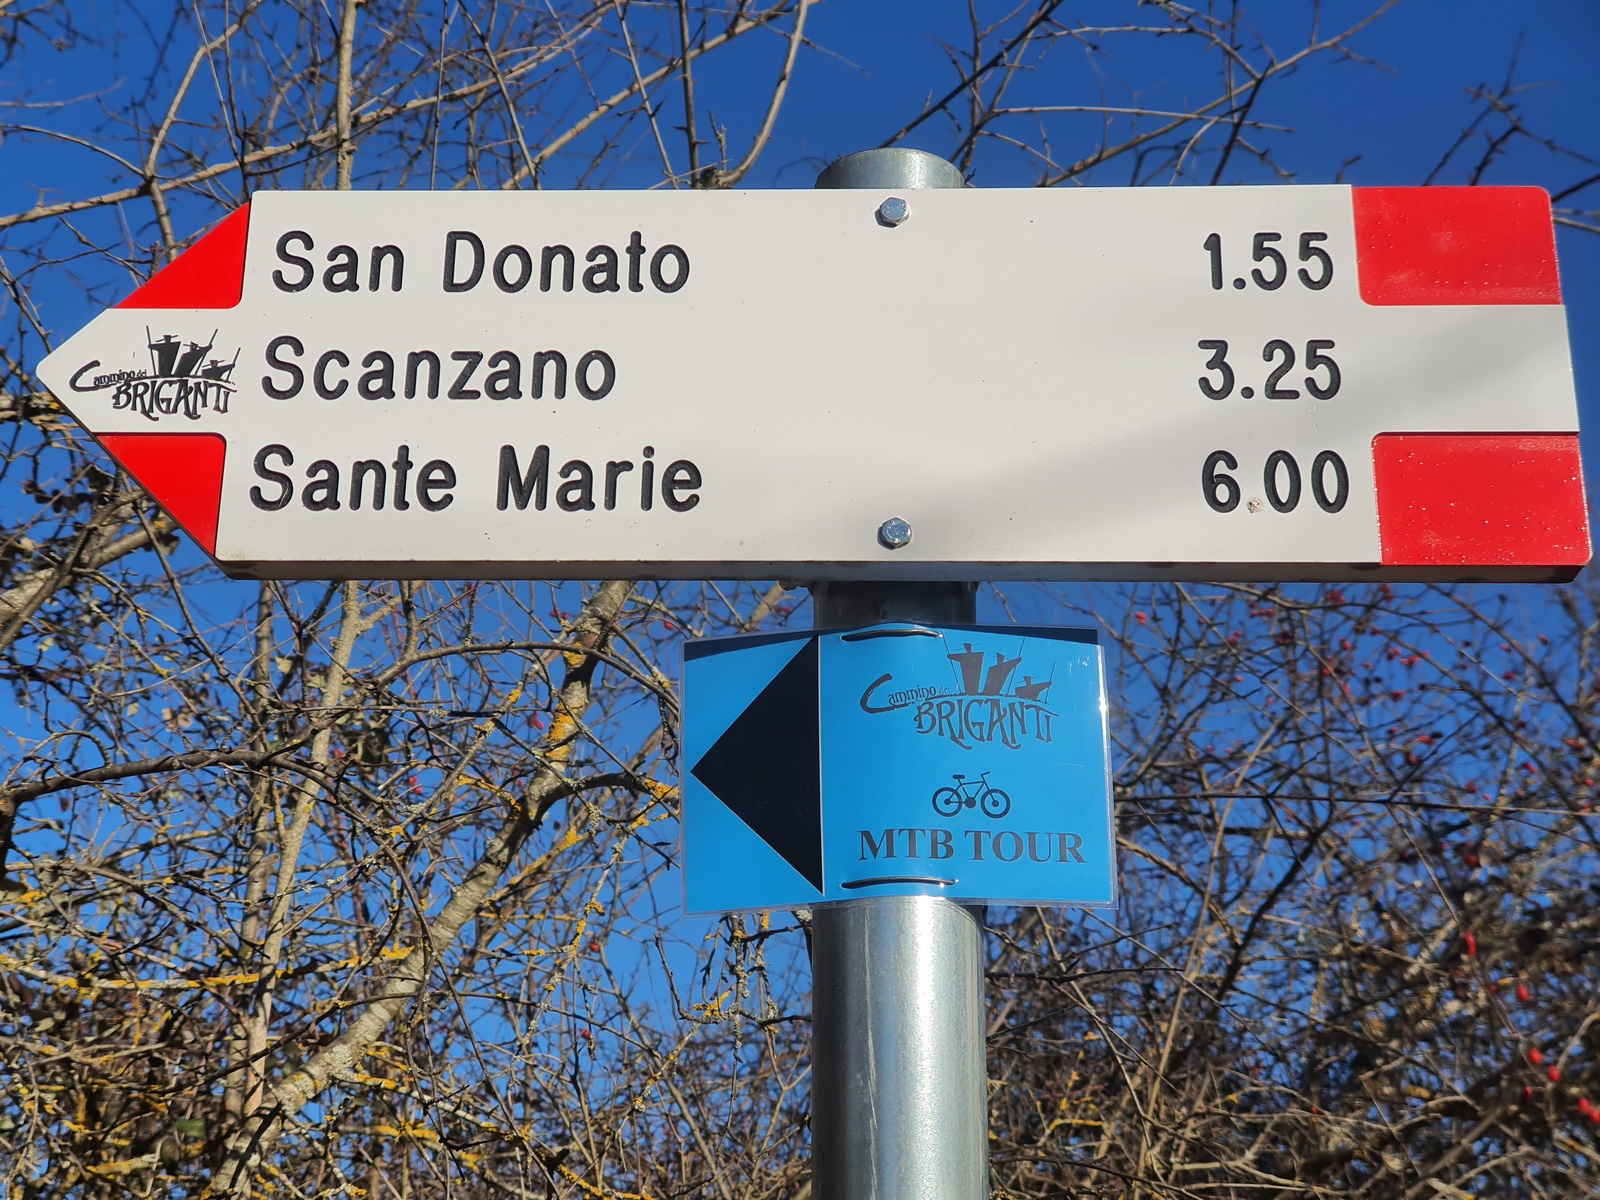 San Donato 1.55
Scanzano 3.25
Sante Marie 6.00
Cammino dei
BRIGANTI
Cammino dei
BRIGANTI
MTB TOUR